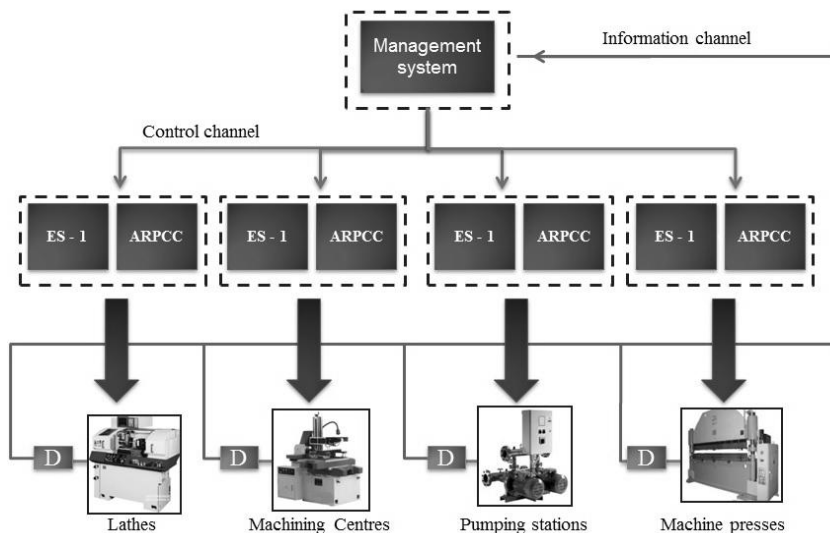 Management
system
Information channel
Control channel
ES - 1
ARPCC
ES - 1
ARPCC
ES - 1
ARPCC
ES - 1
ARPCC
D
D
D
D
Lathes
Machining Centres
Pumping stations
Machine presses